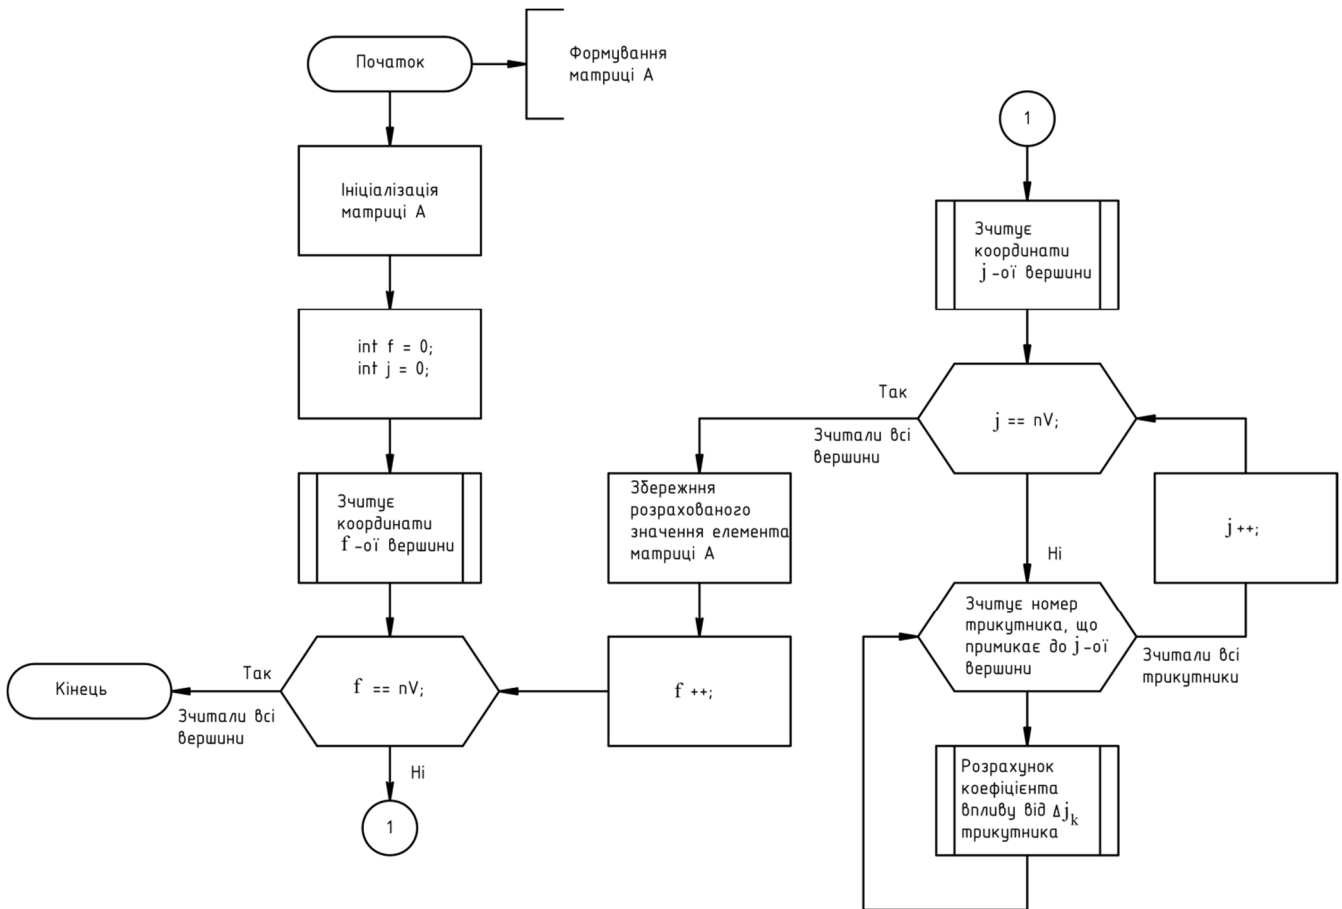 Початок
Формування
матриці А
Ініціалізація
матриці А
int f = 0;
int j = 0;
Зчитує
координати
f -ої вершини
f == nV;
Так
Зчитали всі
вершини
Кінець
Ні
1
1
Зчитує
координати
j -ої вершини
j == nV;
Так
Зчитали всі
вершини
Збережння
розрахованого
значення елемента
матриці А
f ++;
Ні
Зчитує номер
трикутника, що
примикає до j-ої
вершини
Зчитали всі
трикутники
j ++;
Розрахунок
коефіцієнта
впливу від Δjk
трикутника